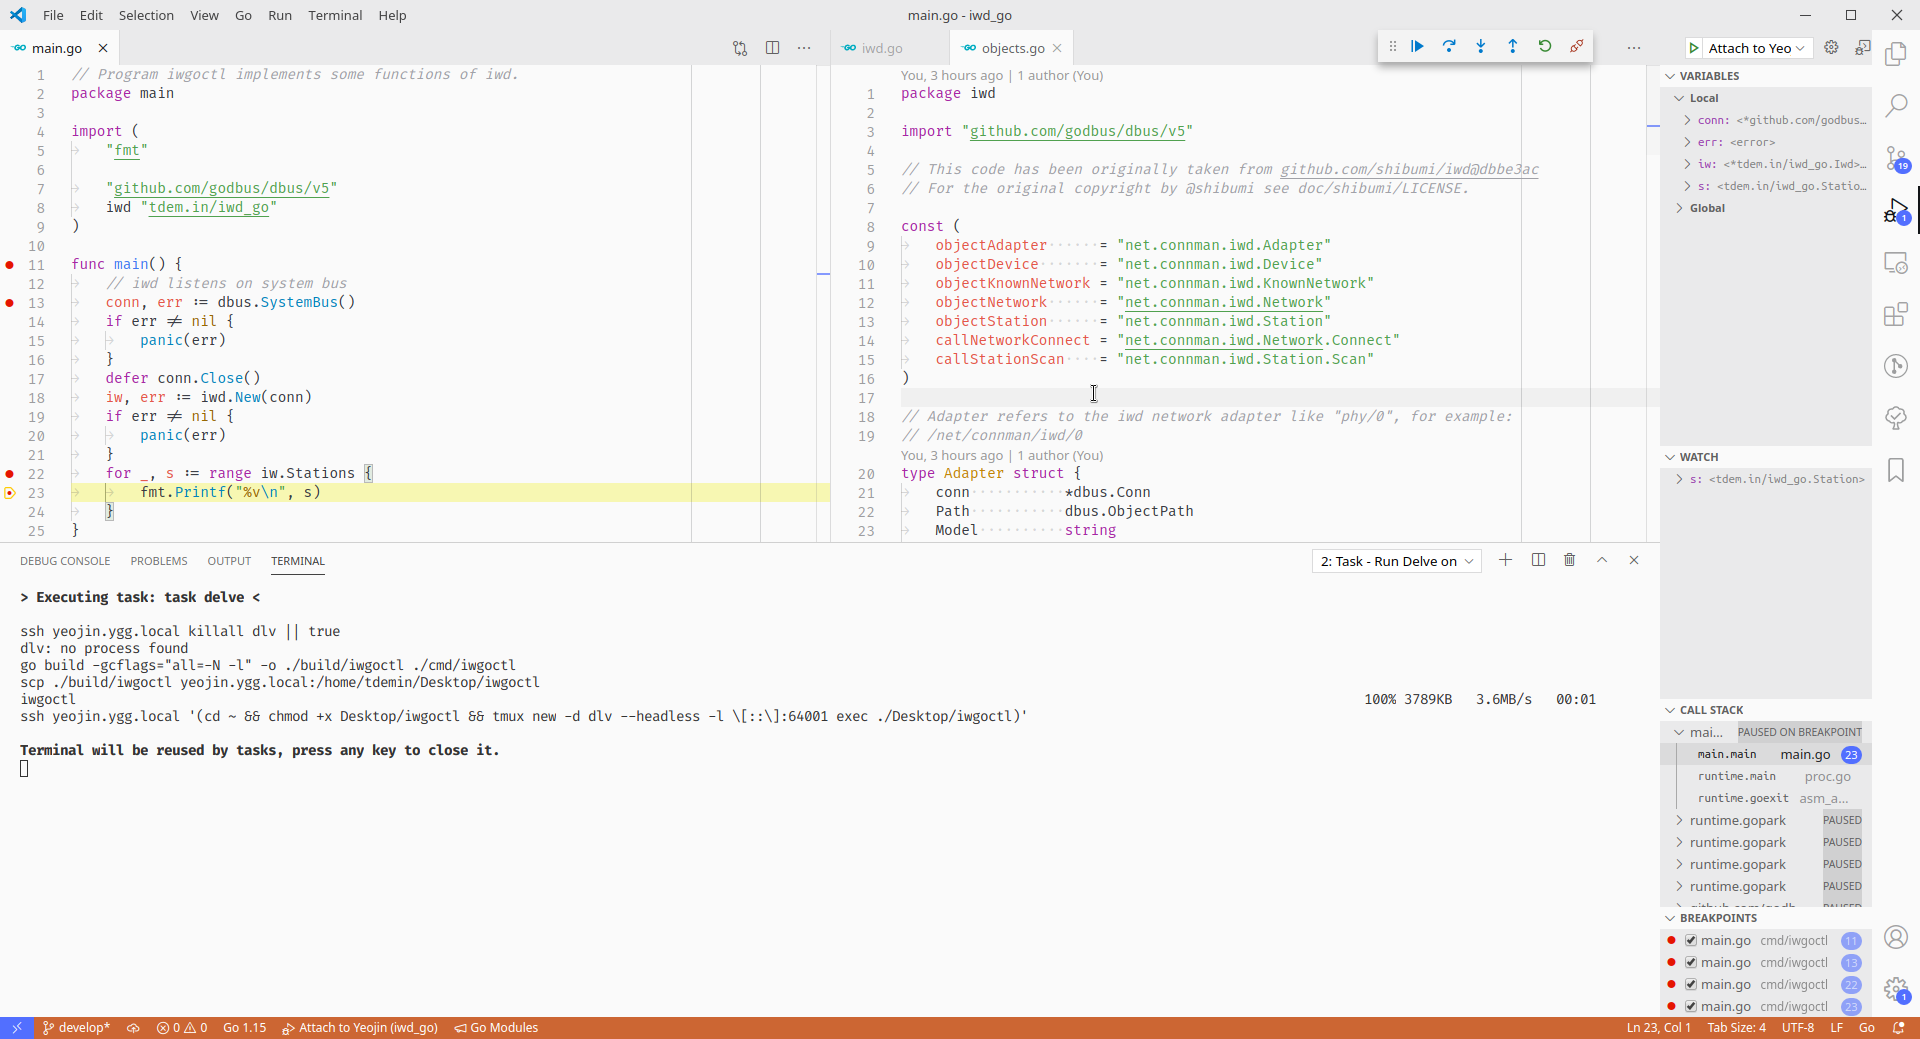 File Edit Selection View Go Run Terminal Help
main.go - iwd_go
main.go
1 // Program iwgoctl implements some functions of iwd.
2 package main
3
4 import (
5 "fmt"
6
7 "github.com/godbus/dbus/v5"
8 iwd "tdem.in/iwd_go"
9 )
10
11 func main() {
12 // iwd listens on system bus
13 conn, err := dbus.SystemBus()
14 if err != nil {
15 panic(err)
16 }
17 defer conn.Close()
18 iw, err := iwd.New(conn)
19 if err != nil {
20 panic(err)
21 }
22 for _, s := range iw.Stations {
23 fmt.Printf("%v\n", s)
24 }
25 }
iwd.go objects.go
You, 3 hours ago | 1 author (You)
1 package iwd
2
3 import "github.com/godbus/dbus/v5"
4
5 // This code has been originally taken from github.com/shibumi/iwd@dbbe3ac
6 // For the original copyright by @shibumi see doc/shibumi/LICENSE.
7
8 const (
9 objectAdapter = "net.connman.iwd.Adapter"
10 objectDevice = "net.connman.iwd.Device"
11 objectKnownNetwork = "net.connman.iwd.KnownNetwork"
12 objectNetwork = "net.connman.iwd.Network"
13 objectStation = "net.connman.iwd.Station"
14 callNetworkConnect = "net.connman.iwd.Network.Connect"
15 callStationScan = "net.connman.iwd.Station.Scan"
16 )
17
18 // Adapter refers to the iwd network adapter like "phy/0", for example:
19 // /net/connman/iwd/0
You, 3 hours ago | 1 author (You)
20 type Adapter struct {
21 conn *dbus.Conn
22 Path dbus.ObjectPath
23 Model string
Attach to Yeo
VARIABLES
Local
conn: <*github.com/godbus…
err: <error>
iw: <*tdem.in/iwd_go.Iwd>…
s: <tdem.in/iwd_go.Statio…
Global
WATCH
s: <tdem.in/iwd_go.Station>
CALL STACK
mai… PAUSED ON BREAKPOINT
main.main main.go 23
runtime.main proc.go
runtime.goexit asm_a…
runtime.gopark PAUSED
runtime.gopark PAUSED
runtime.gopark PAUSED
runtime.gopark PAUSED
BREAKPOINTS
main.go cmd/iwgoctl 11
main.go cmd/iwgoctl 13
main.go cmd/iwgoctl 22
main.go cmd/iwgoctl 23
19
1
1
DEBUG CONSOLE PROBLEMS OUTPUT TERMINAL
2: Task - Run Delve on
> Executing task: task delve <
ssh yeojin.ygg.local killall dlv || true
dlv: no process found
go build -gcflags="all=-N -l" -o ./build/iwgoctl ./cmd/iwgoctl
scp ./build/iwgoctl yeojin.ygg.local:/home/tdemin/Desktop/iwgoctl
iwgoctl 100% 3789KB 3.6MB/s 00:01
ssh yeojin.ygg.local '(cd ~ && chmod +x Desktop/iwgoctl && tmux new -d dlv --headless -l \[::\]:64001 exec ./Desktop/iwgoctl)'
Terminal will be reused by tasks, press any key to close it.
develop* 0 0 Go 1.15 Attach to Yeojin (iwd_go) Go Modules
Ln 23, Col 1 Tab Size: 4 UTF-8 LF Go